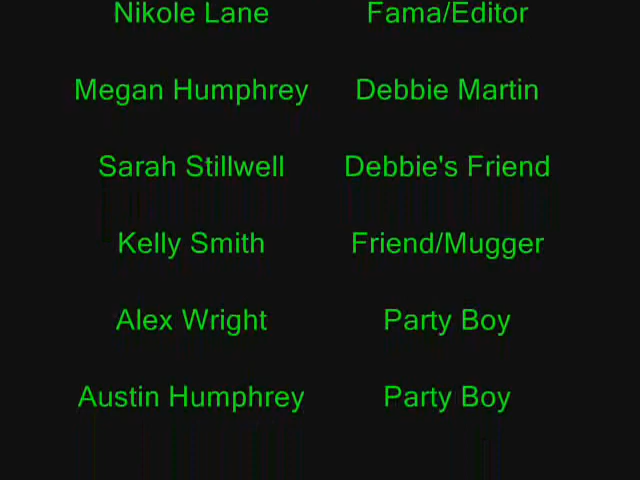 Nikole Lane Fama/Editor
Megan Humphrey Debbie Martin
Sarah Stillwell Debbie's Friend
Kelly Smith Friend/Mugger
Alex Wright Party Boy
Austin Humphrey Party Boy